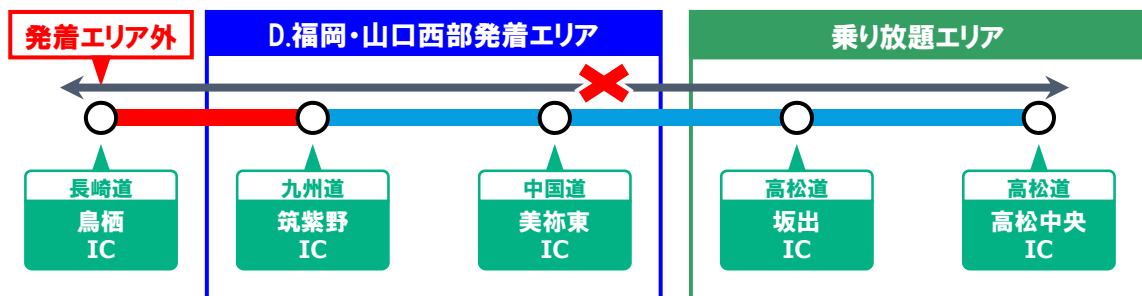 発着エリア外
D.福岡・山口西部発着エリア
乗り放題エリア
長崎道
鳥栖
IC
九州道
筑紫野
IC
中国道
美祢東
IC
高松道
坂出
IC
高松道
高松中央
IC